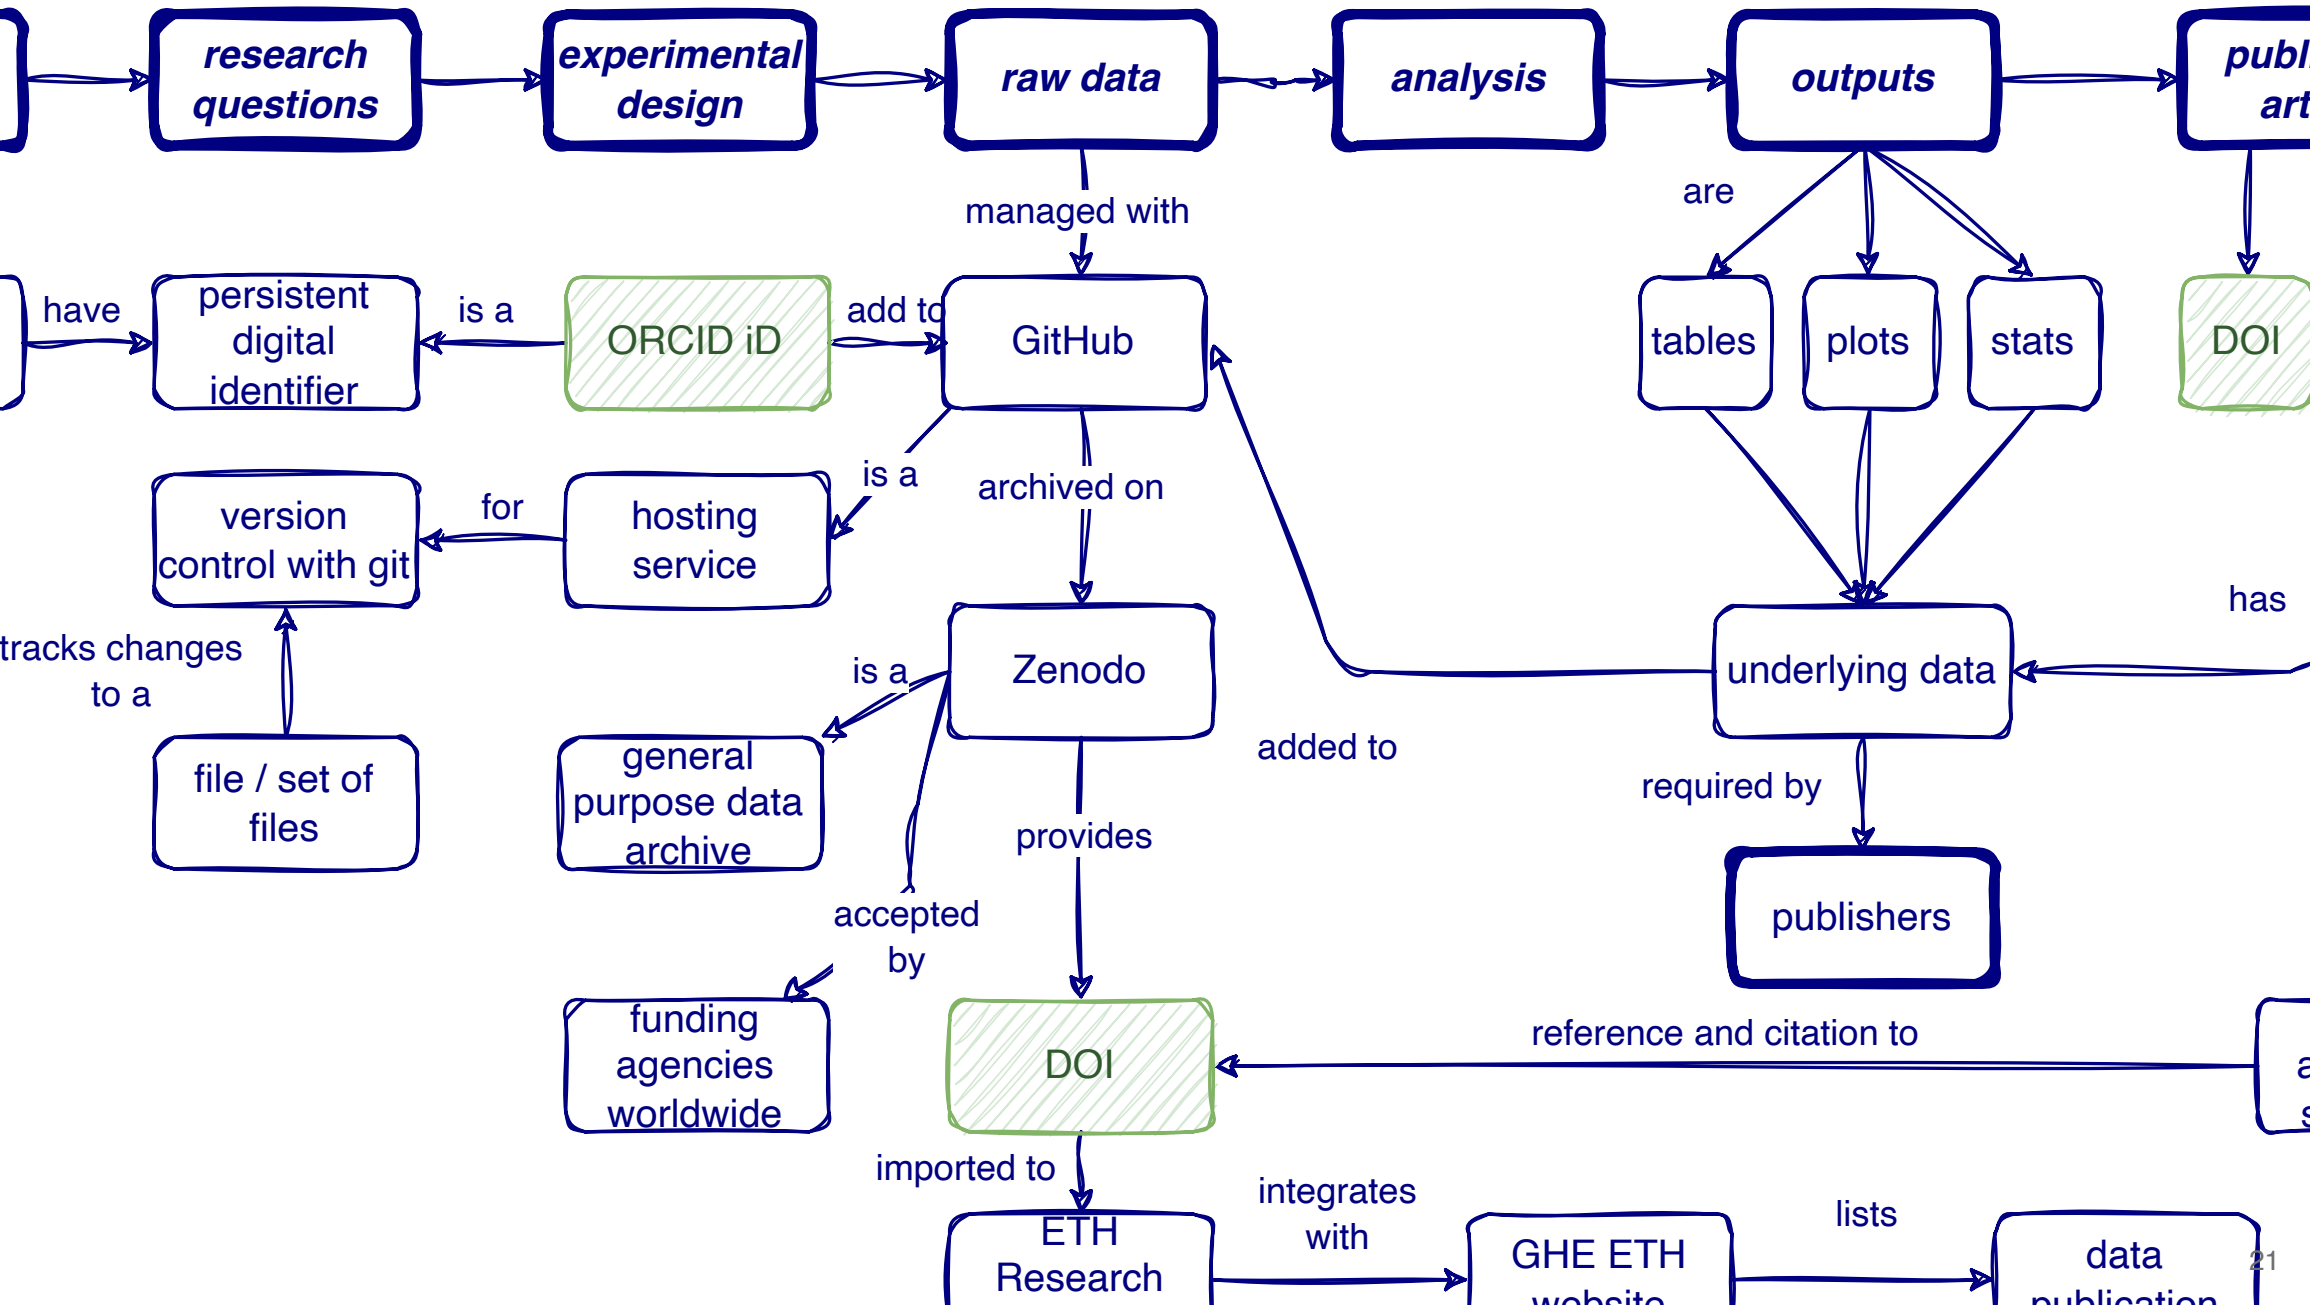 research
questions
experimental
design
raw data
analysis
outputs
publ
art
managed with
are
have
persistent
digital
identifier
is a
ORCID iD
add to
GitHub
tables
plots
stats
DOI
is a
archived on
version
control with git
for
hosting
service
has
tracks changes
to a
is a
Zenodo
underlying data
added to
file / set of
files
general
purpose data
archive
provides
required by
accepted
by
publishers
funding
agencies
worldwide
DOI
reference and citation to
imported to
integrates
with
lists
ETH
Research
GHE ETH
website
data
publication
21